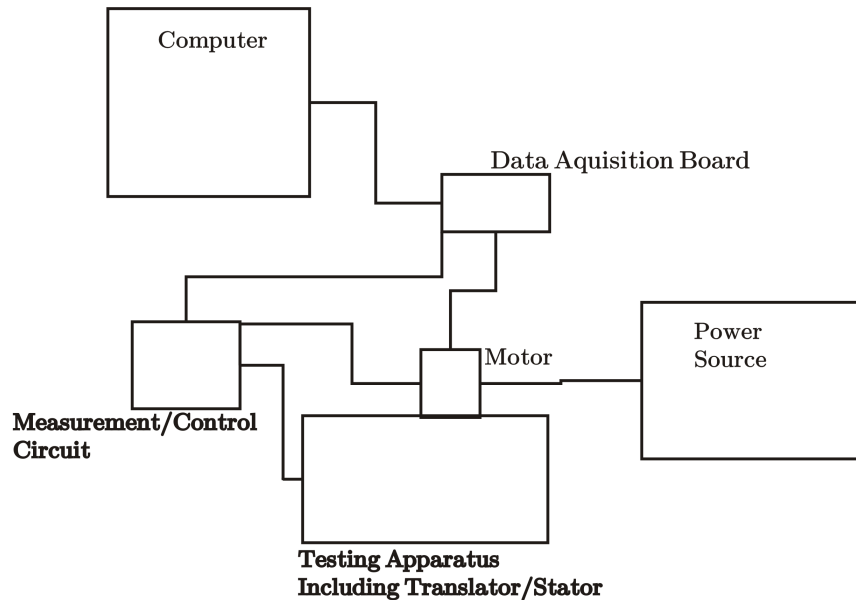 Computer
Data Aquisition Board
Power
Source
Motor
Measurement/Control
Circuit
Testing Apparatus
Including Translator/Stator